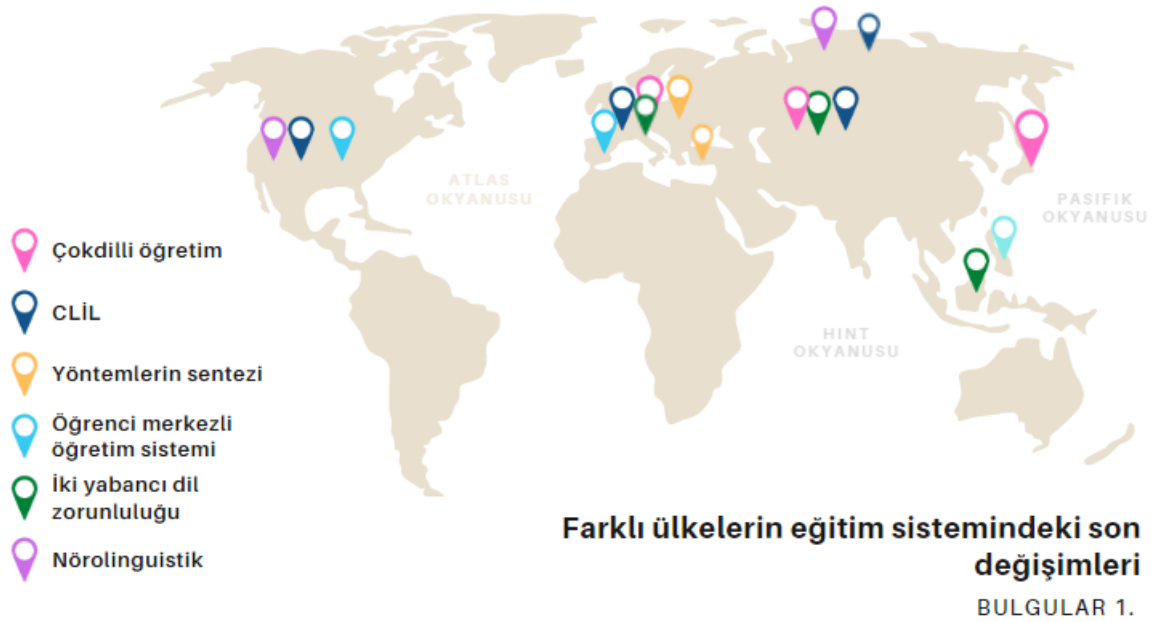 ATLAS
OKYANUSU
PASIFIK
OKYANUSU
HINT
OKYANUSU
Çokdilli öğretim
CLİL
Yöntemlerin sentezi
Öğrenci merkezli
öğretim sistemi
İki yabancı dil
zorunluluğu
Nörolinguistik
Farklı ülkelerin eğitim sistemindeki son
değişimleri
BULGULAR 1.